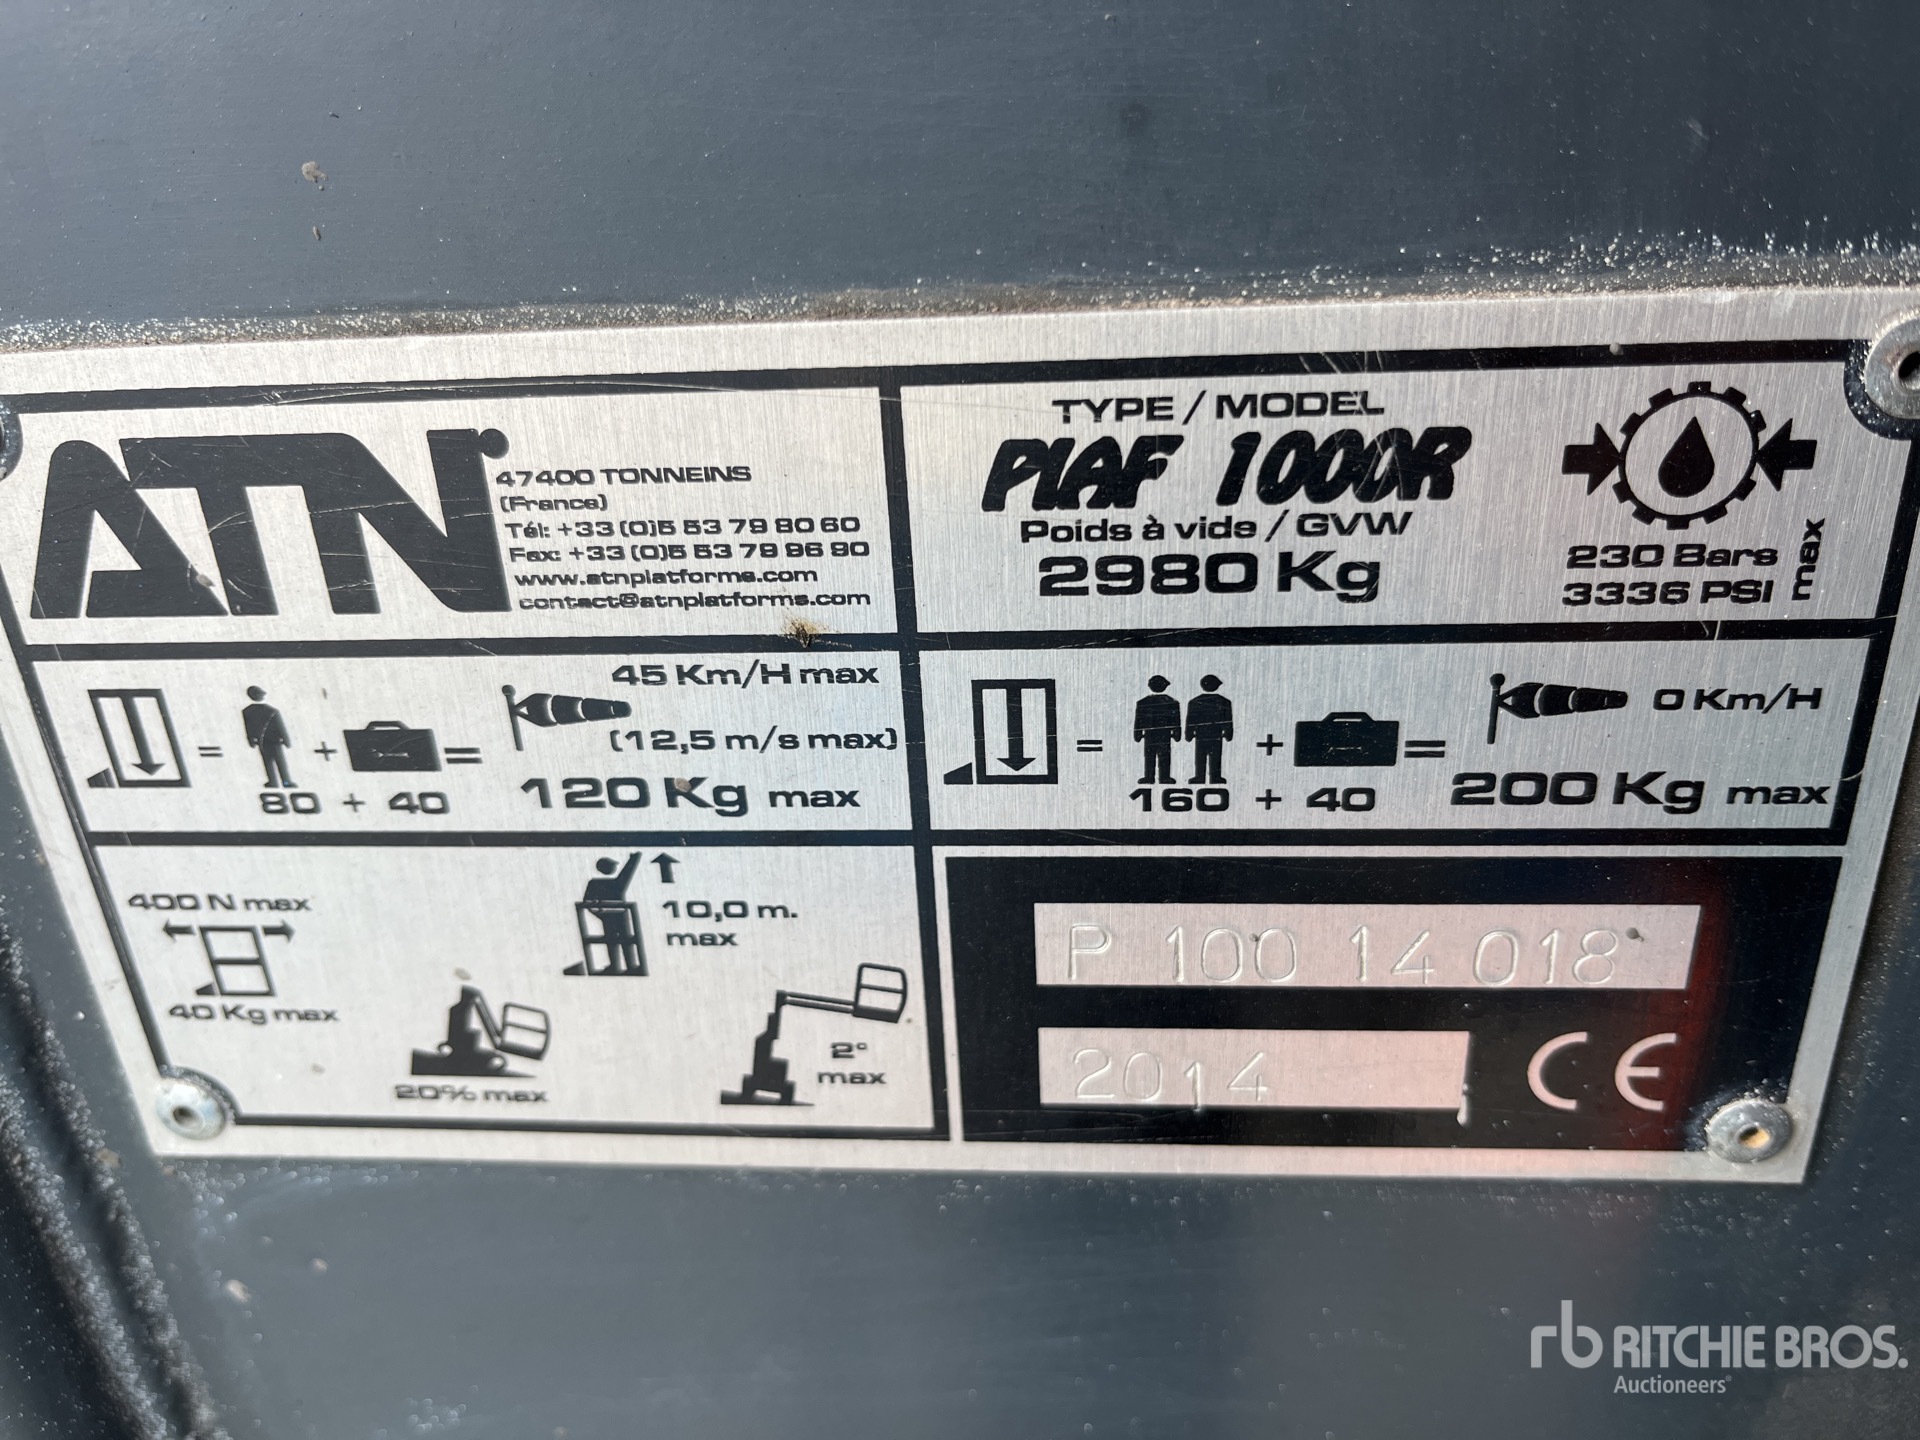 ATN
47400 TONNEINS
(France)
Tél: +33 (0)5 53 79 80 60
Fax: +33 (0)5 53 79 96 90
www.atnplatforms.com
contact@atnplatforms.com
TYPE / MODEL
PIAF 1000R
Poids à vide / GVW
2980 Kg
230 Bars
3336 PSI
max
45 Km/H max
(12,5 m/s max)
= + =
80 + 40
120 Kg max
0 Km/H
= + =
160 + 40
200 Kg max
400 N max
40 Kg max
10,0 m.
max
20% max
2°
max
P 100 14 018
2014
CE
rb RITCHIE BROS.
Auctioneers